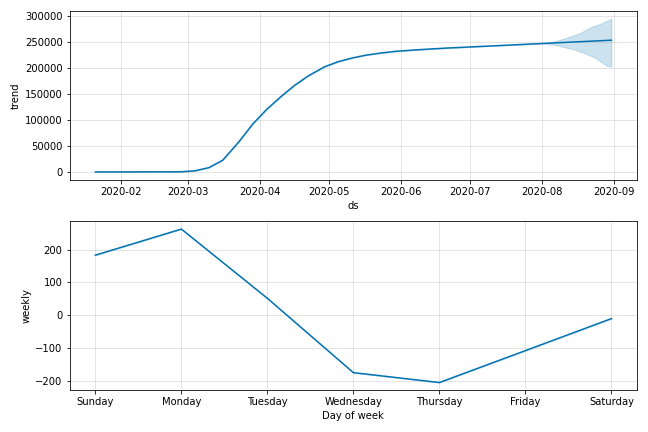 300000
250000
200000
150000
100000
50000
0
trend
2020-02 2020-03 2020-04 2020-05 2020-06 2020-07 2020-08 2020-09
ds
200
100
0
−100
−200
weekly
Sunday Monday Tuesday Wednesday Thursday Friday Saturday
Day of week